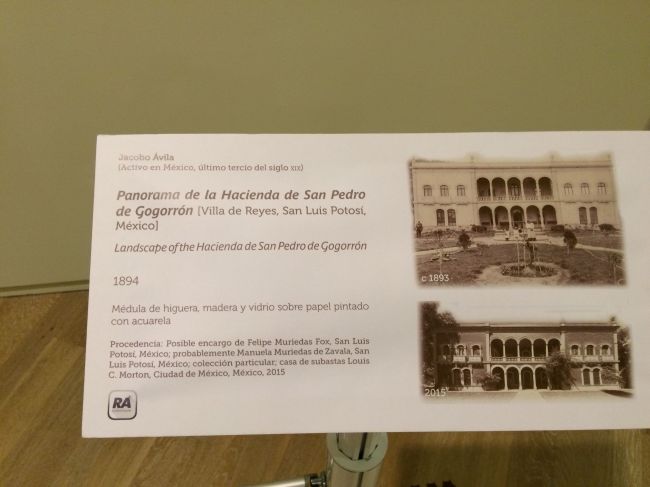 Jacobo Ávila
(Activo en México, último tercio del siglo XIX)
Panorama de la Hacienda de San Pedro
de Gogorrón [Villa de Reyes, San Luis Potosí,
México]
Landscape of the Hacienda de San Pedro de Gogorrón
1894
Médula de higuera, madera y vidrio sobre papel pintado
con acuarela
Procedencia: Posible encargo de Felipe Muriedas Fox, San Luis
Potosí, México; probablemente Manuela Muriedas de Zavala, San
Luis Potosí, México; colección particular; casa de subastas Louis
C. Morton, Ciudad de México, México, 2015
RA
c 1893
2015